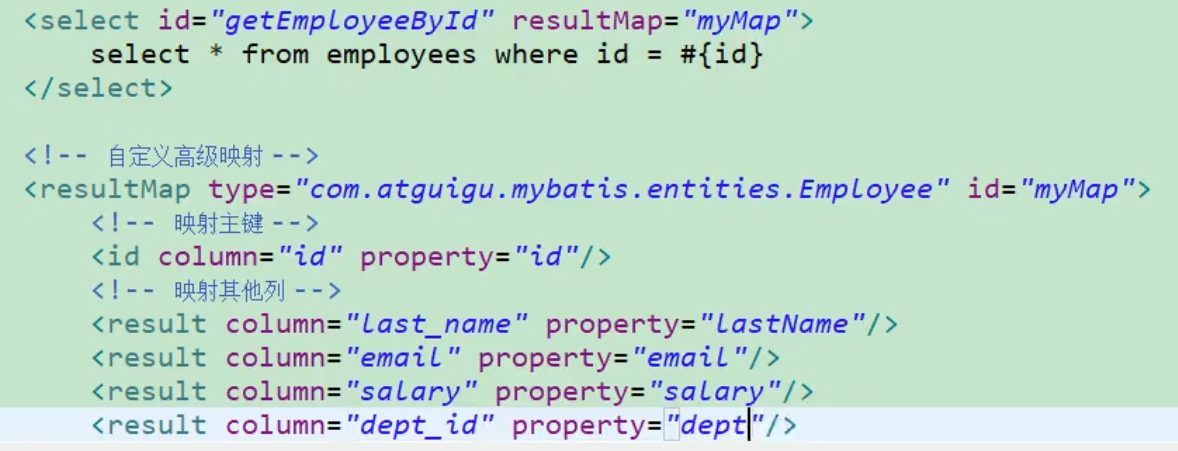 <select id="getEmployeeById" resultMap="myMap">
select * from employees where id = #{id}
</select>
<!-- 自定义高级映射 -->
<resultMap type="com.atguigu.mybatis.entities.Employee" id="myMap">
<!-- 映射主键 -->
<id column="id" property="id"/>
<!-- 映射其他列 -->
<result column="last_name" property="lastName"/>
<result column="email" property="email"/>
<result column="salary" property="salary"/>
<result column="dept_id" property="dept"/>